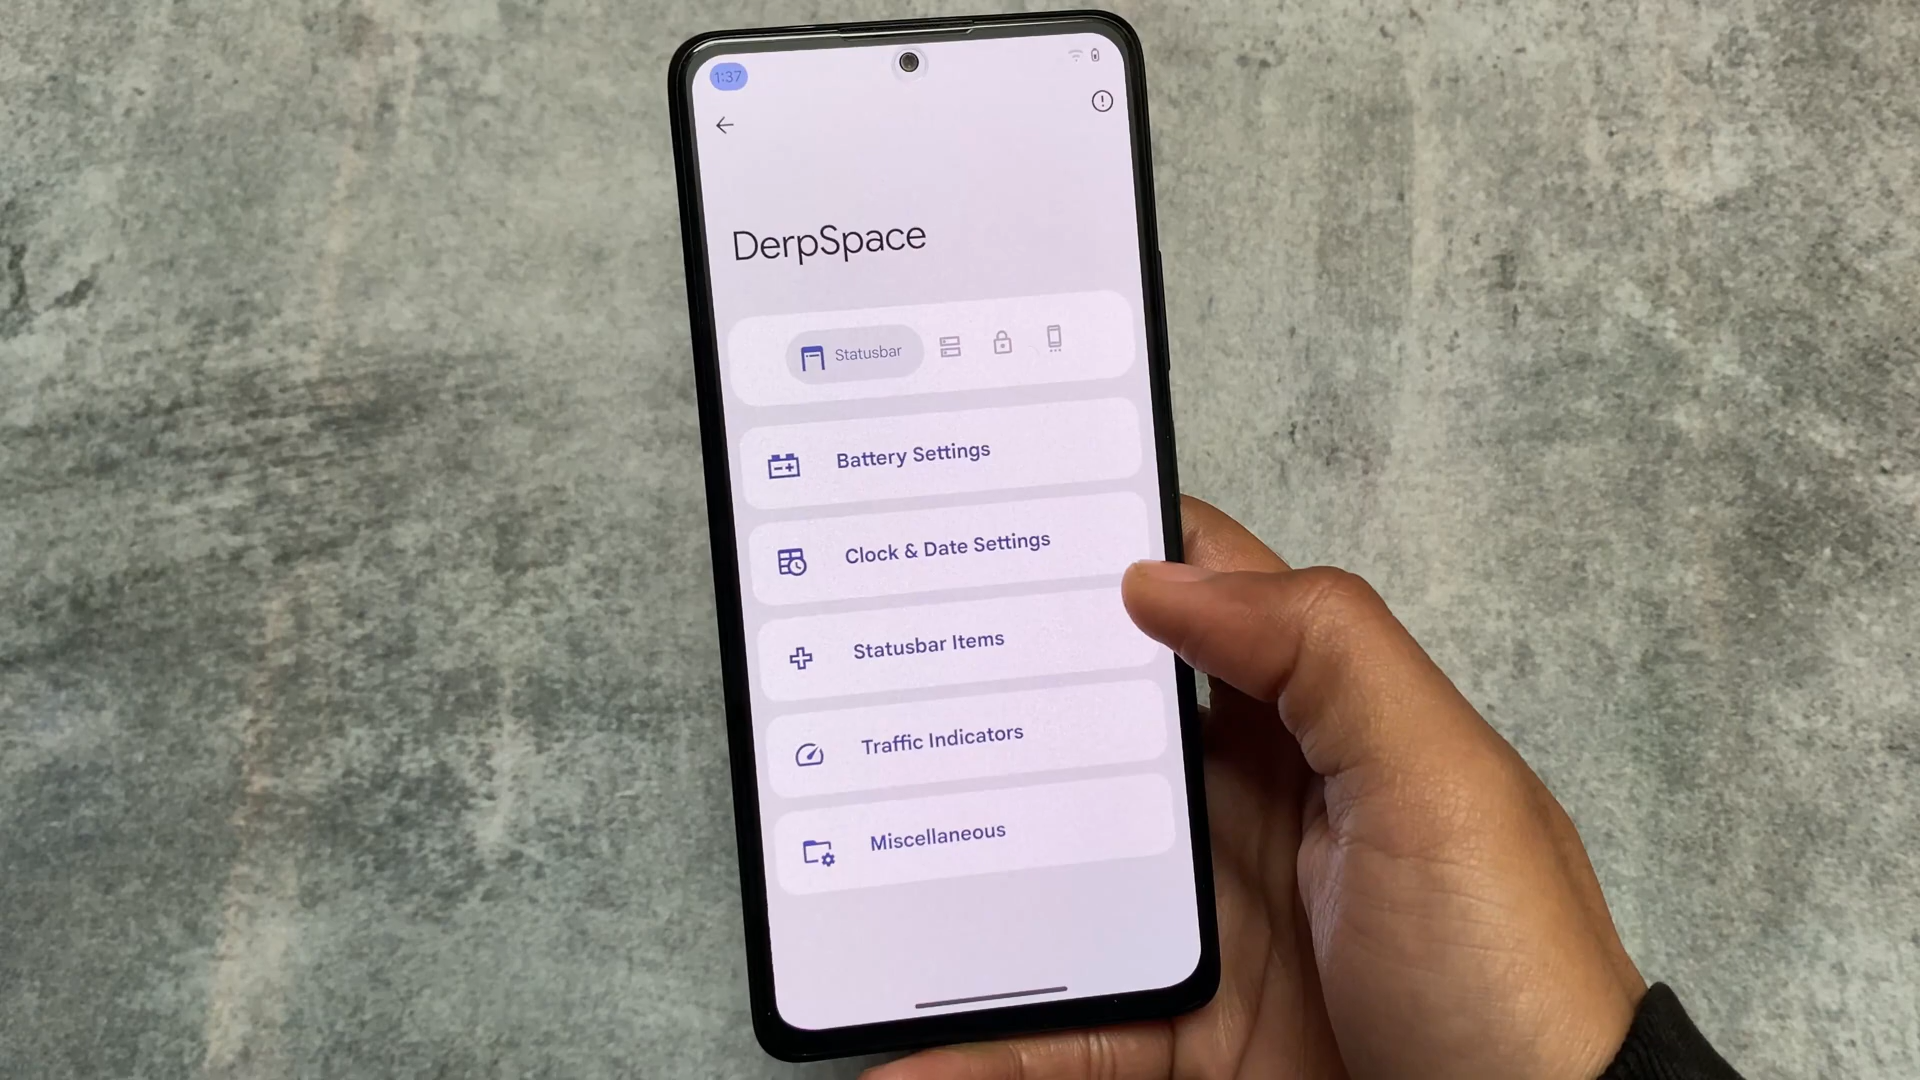 1:37
DerpSpace
Statusbar
Battery Settings
Clock & Date Settings
Statusbar Items
Traffic Indicators
Miscellaneous